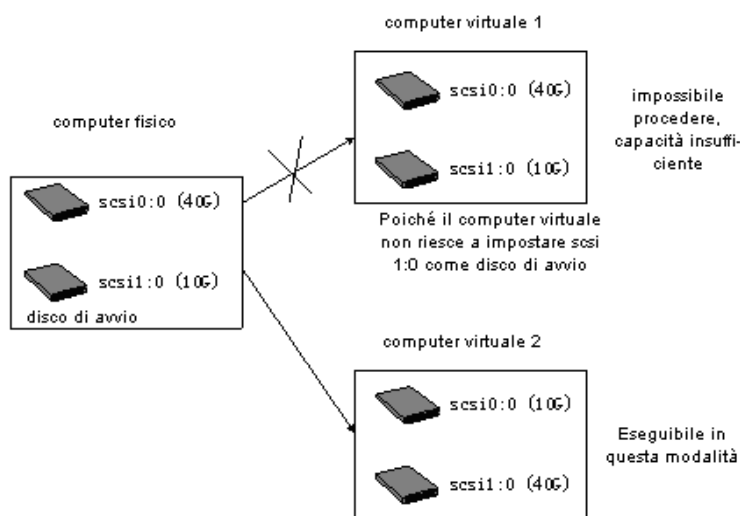 computer fisico
scsi0:0 (40G)
scsi1:0 (10G)
disco di avvio
computer virtuale 1
scsi0:0 (40G)
scsi1:0 (10G)
Poiché il computer virtuale
non riesce a impostare scsi
1:0 come disco di avvio
impossibile
procedere,
capacità insuffi-
ciente
computer virtuale 2
scsi0:0 (10G)
scsi1:0 (40G)
Eseguibile in
questa modalità